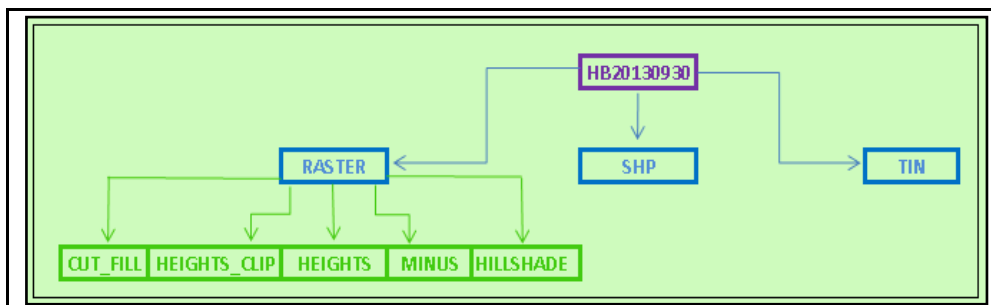 HB20130930
RASTER SHP TIN
CUT_FILL HEIGHTS_CLIP HEIGHTS MINUS HILLSHADE